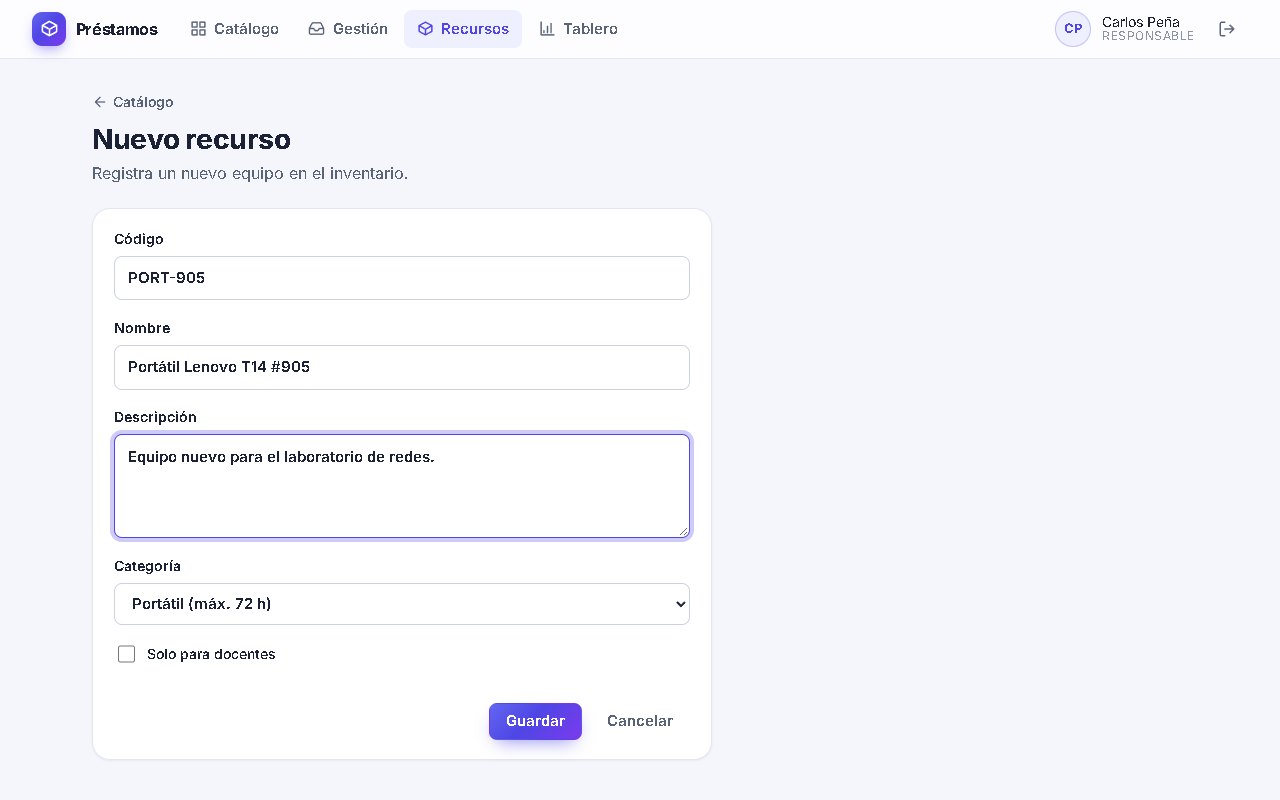 Préstamos
Catálogo
Gestión
Recursos
Tablero
CP
Carlos Peña
RESPONSABLE
Catálogo
Nuevo recurso
Registra un nuevo equipo en el inventario.
Código
PORT-905
Nombre
Portátil Lenovo T14 #905
Descripción
Equipo nuevo para el laboratorio de redes.
Categoría
Portátil (máx. 72 h)
Solo para docentes
Guardar
Cancelar